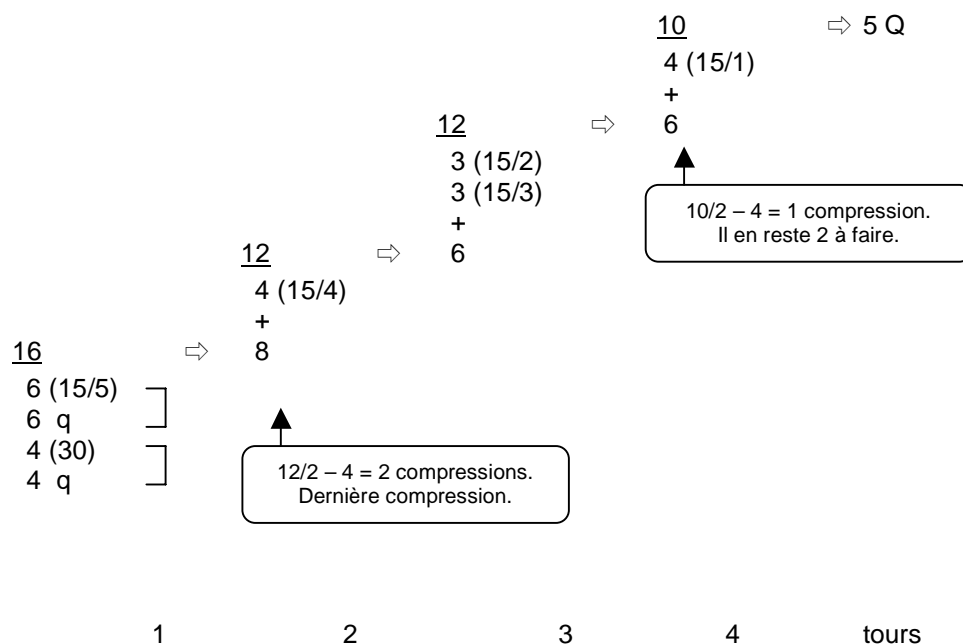 10 ⇨ 5 Q
4 (15/1)
+
6
12 ⇨
3 (15/2)
3 (15/3)
+
6
10/2 – 4 = 1 compression.
Il en reste 2 à faire.
12 ⇨
4 (15/4)
+
8
16 ⇨
6 (15/5)
6 q
4 (30)
4 q
12/2 – 4 = 2 compressions.
Dernière compression.
1 2 3 4 tours